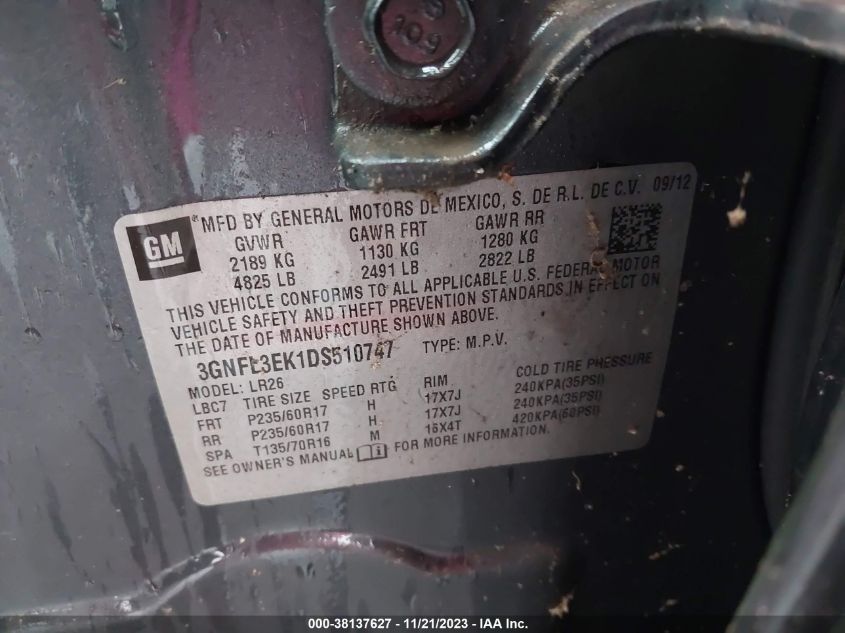 109
GM
MFD BY GENERAL MOTORS DE MEXICO, S. DE R.L. DE C.V. 09/12
GVWR GAWR FRT GAWR RR
2189 KG 1130 KG 1280 KG
4825 LB 2491 LB 2822 LB
THIS VEHICLE CONFORMS TO ALL APPLICABLE U.S. FEDERAL MOTOR
VEHICLE SAFETY AND THEFT PREVENTION STANDARDS IN EFFECT ON
THE DATE OF MANUFACTURE SHOWN ABOVE.
3GNFL3EK1DS510747 TYPE: M.P.V.
MODEL: LR26
LBC7 TIRE SIZE SPEED RTG RIM COLD TIRE PRESSURE
FRT P235/60R17 H 17X7J 240KPA(35PSI)
RR P235/60R17 H 17X7J 240KPA(35PSI)
SPA T135/70R16 M 16X4T 420KPA(60PSI)
SEE OWNER'S MANUAL FOR MORE INFORMATION.
000-38137627 - 11/21/2023 - IAA Inc.